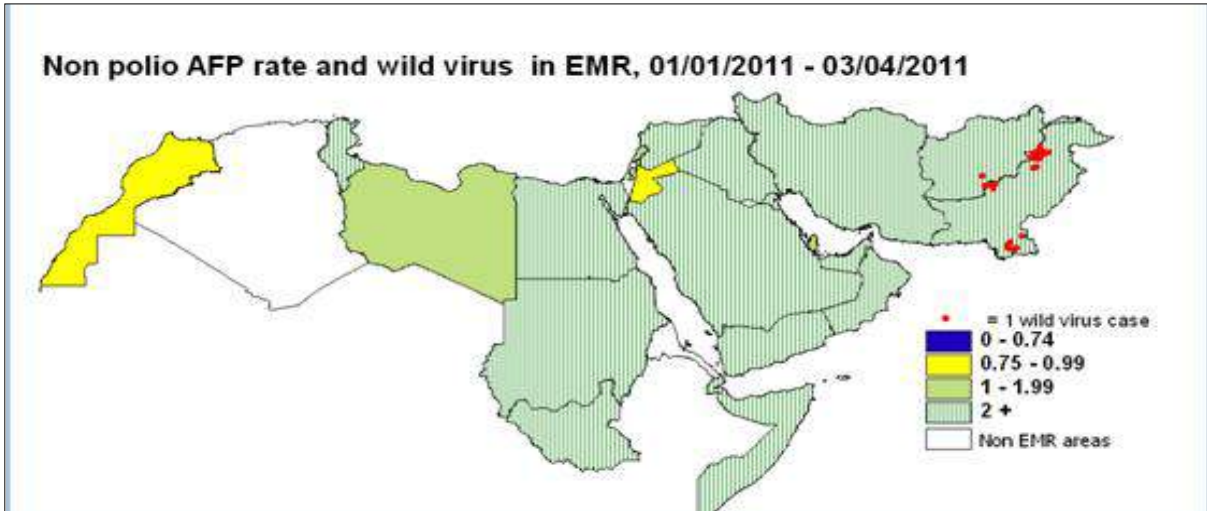 Non polio AFP rate and wild virus in EMR, 01/01/2011 - 03/04/2011
= 1 wild virus case
0 - 0.74
0.75 - 0.99
1 - 1.99
2 +
Non EMR areas